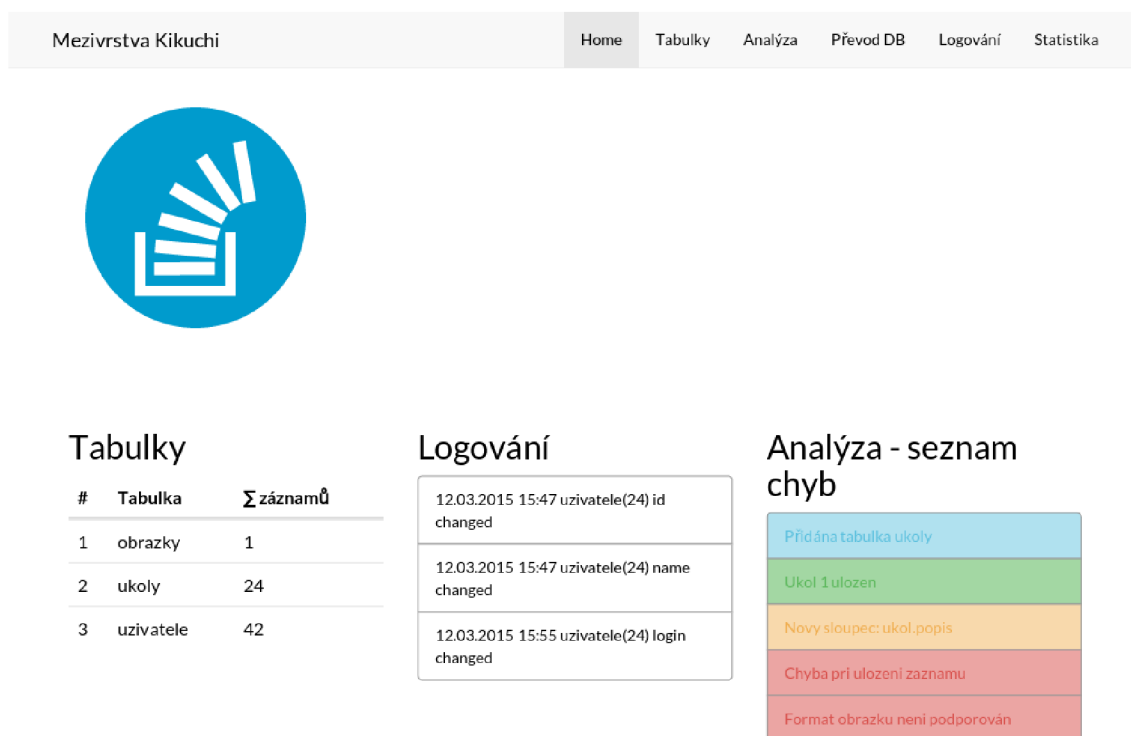 Mezivrstva Kikuchi
Home Tabulky Analýza Převod DB Logování Statistika
Tabulky
# Tabulka ∑ záznamů
1 obrazky 1
2 ukoly 24
3 uzivatele 42
Logování
12.03.2015 15:47 uzivatele(24) id
changed
12.03.2015 15:47 uzivatele(24) name
changed
12.03.2015 15:55 uzivatele(24) login
changed
Analýza - seznam
chyb
Přidána tabulka ukoly
Ukol 1 ulozen
Novy sloupec: ukol.popis
Chyba pri ulozeni zaznamu
Format obrazku neni podporován